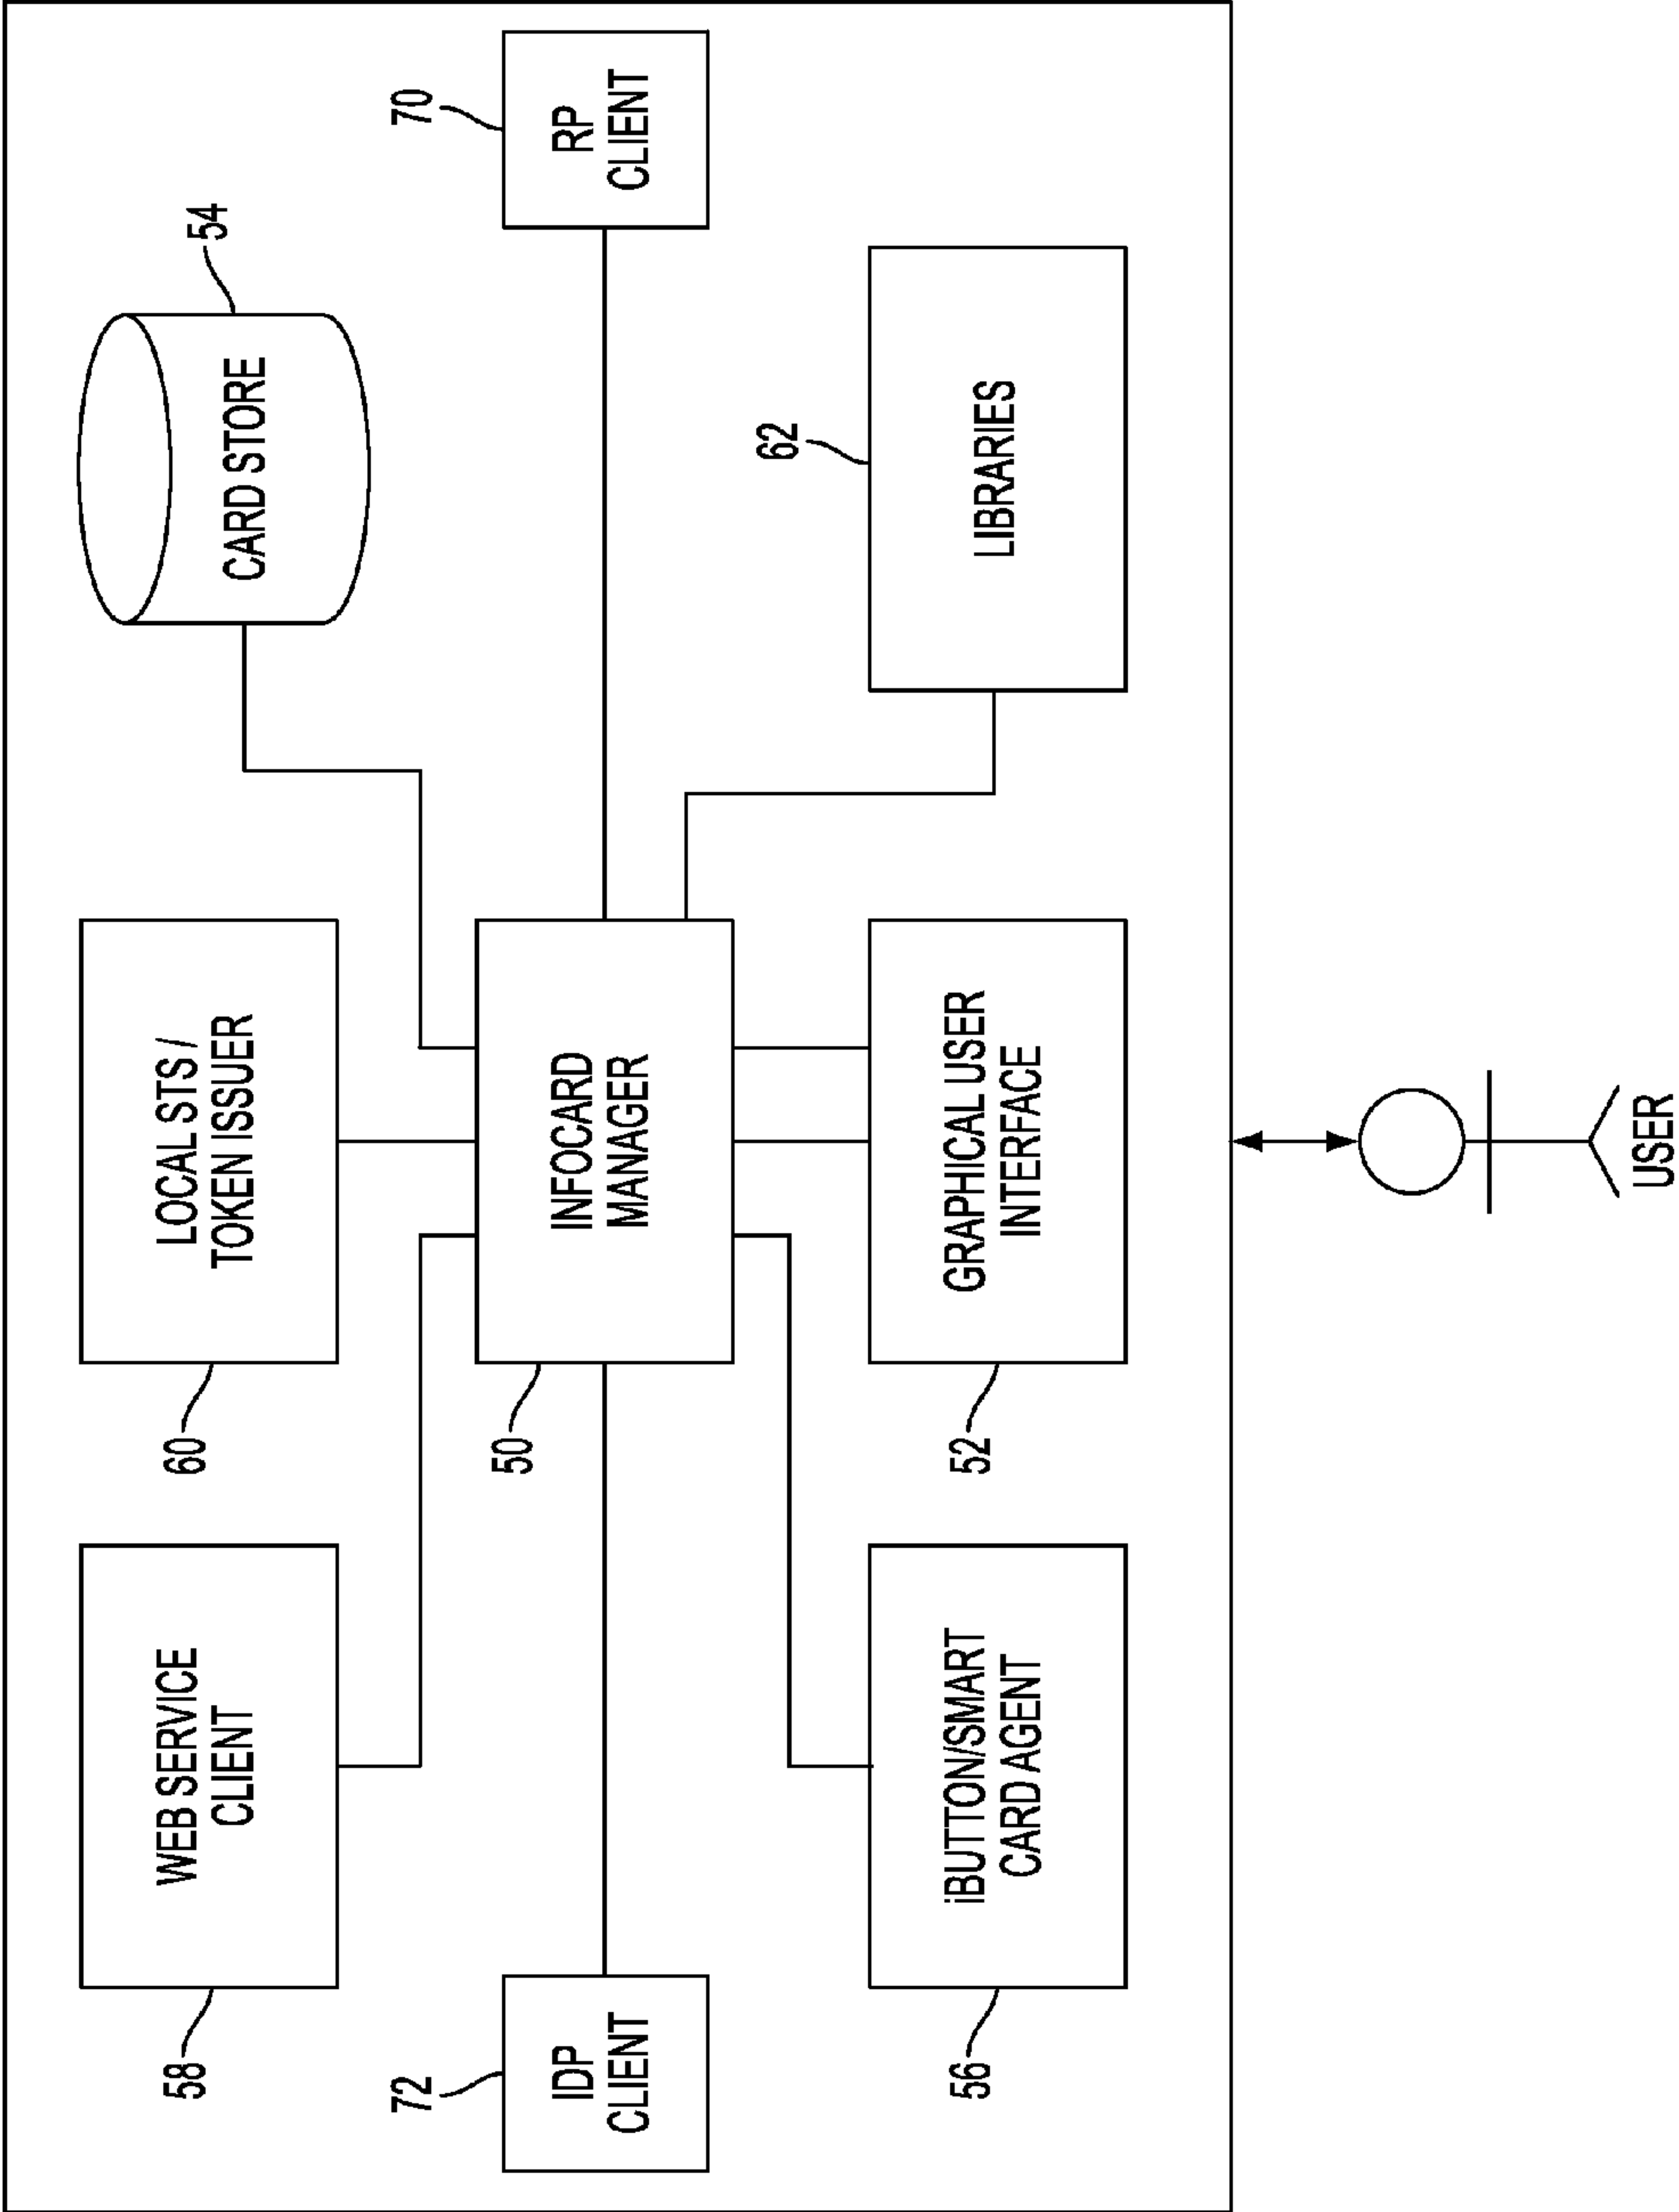 58
WEB SERVICE
CLIENT
60
LOCAL STS /
TOKEN ISSUER
54
CARD STORE
72
IDP
CLIENT
50
INFOCARD
MANAGER
70
RP
CLIENT
56
iBUTTON/SMART
CARD AGENT
52
GRAPHICAL USER
INTERFACE
62
LIBRARIES
USER